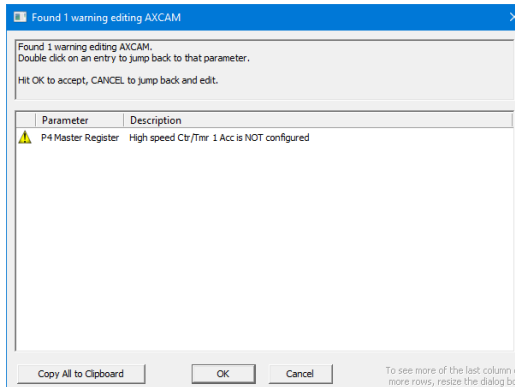 Found 1 warning editing AXCAM
Found 1 warning editing AXCAM.
Double click on an entry to jump back to that parameter.
Hit OK to accept, CANCEL to jump back and edit.
Parameter Description
P4 Master Register High speed Ctr/Tmr 1 Acc is NOT configured
Copy All to Clipboard OK Cancel
To see more of the last column
more rows, resize the dialog